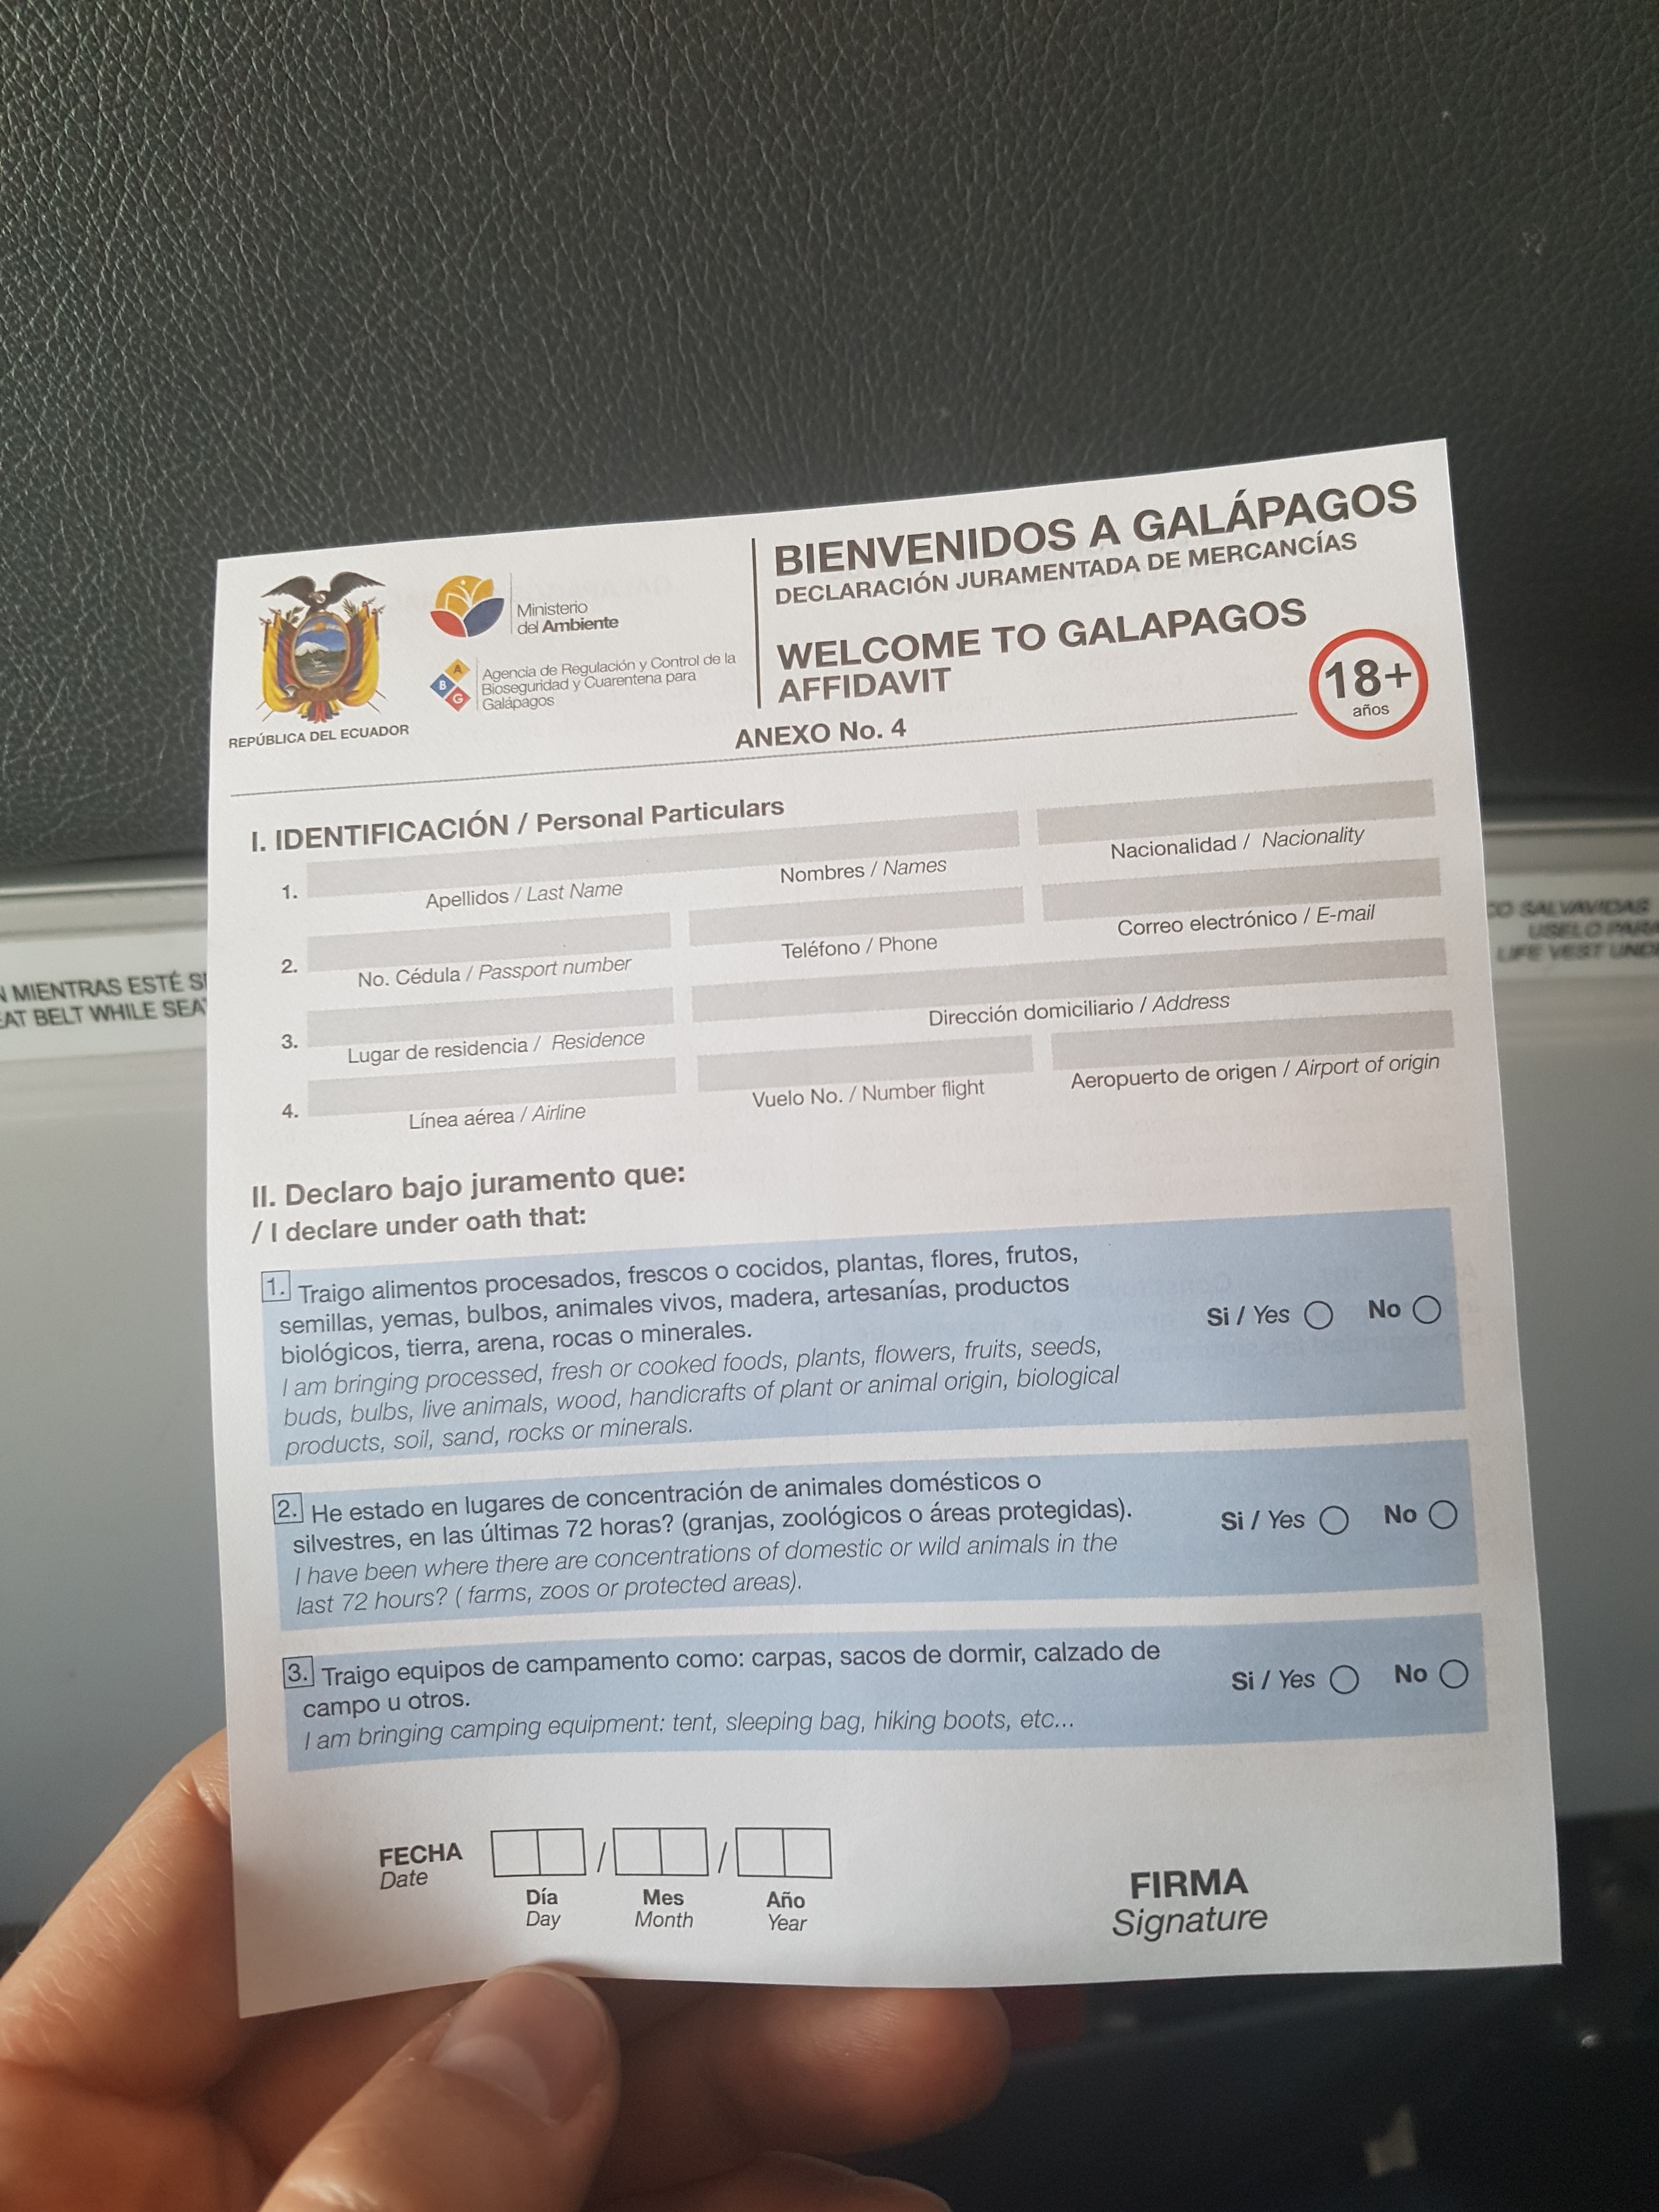 REPÚBLICA DEL ECUADOR
Ministerio
del Ambiente
A
B
G
Agencia de Regulación y Control de la
Bioseguridad y Cuarentena para
Galápagos
BIENVENIDOS A GALÁPAGOS
DECLARACIÓN JURAMENTADA DE MERCANCÍAS
WELCOME TO GALAPAGOS
AFFIDAVIT
18+
años
ANEXO No. 4
I. IDENTIFICACIÓN / Personal Particulars
1.
Apellidos / Last Name
Nombres / Names
Nacionalidad / Nacionality
2.
No. Cédula / Passport number
Teléfono / Phone
Correo electrónico / E-mail
3.
Lugar de residencia / Residence
Dirección domiciliario / Address
4.
Línea aérea / Airline
Vuelo No. / Number flight
Aeropuerto de origen / Airport of origin
II. Declaro bajo juramento que:
/ I declare under oath that:
1. Traigo alimentos procesados, frescos o cocidos, plantas, flores, frutos,
semillas, yemas, bulbos, animales vivos, madera, artesanías, productos
biológicos, tierra, arena, rocas o minerales.
I am bringing processed, fresh or cooked foods, plants, flowers, fruits, seeds,
buds, bulbs, live animals, wood, handicrafts of plant or animal origin, biological
products, soil, sand, rocks or minerals.
Si / Yes
No
2. He estado en lugares de concentración de animales domésticos o
silvestres, en las últimas 72 horas? (granjas, zoológicos o áreas protegidas).
I have been where there are concentrations of domestic or wild animals in the
last 72 hours? ( farms, zoos or protected areas).
Si / Yes
No
3. Traigo equipos de campamento como: carpas, sacos de dormir, calzado de
campo u otros.
I am bringing camping equipment: tent, sleeping bag, hiking boots, etc...
Si / Yes
No
FECHA
Date
/
/
Día
Day
Mes
Month
Año
Year
FIRMA
Signature
N MIENTRAS ESTÉ S
EAT BELT WHILE SEA
CO SALVAVIDAS
USELO PARA
LIFE VEST UND